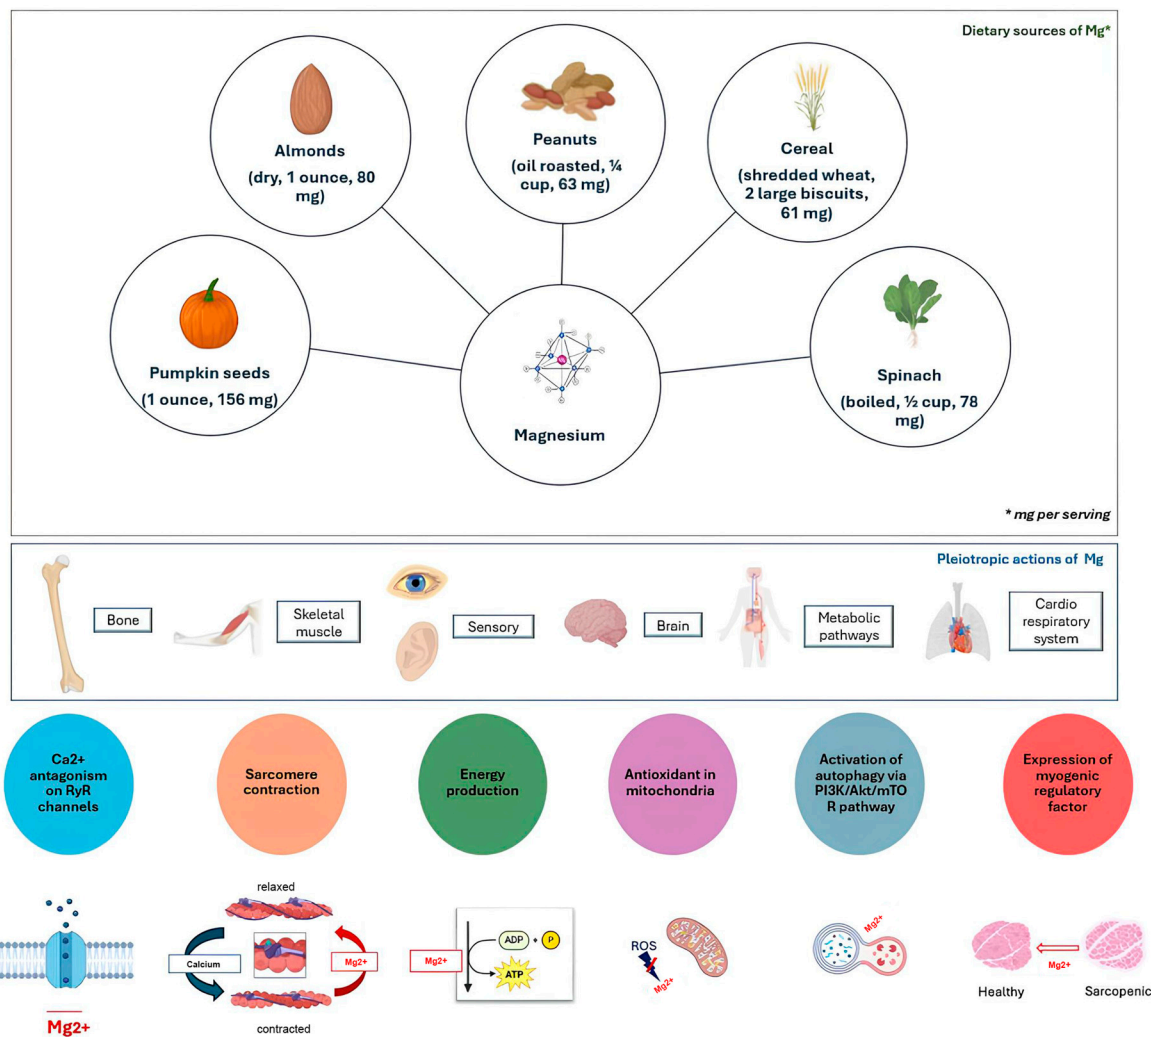 Dietary sources of Mg*
Almonds
(dry, 1 ounce, 80
mg)
Peanuts
(oil roasted, ¼
cup, 63 mg)
Cereal
(shredded wheat,
2 large biscuits,
61 mg)
Pumpkin seeds
(1 ounce, 156 mg)
Magnesium
Spinach
(boiled, ½ cup, 78
mg)
* mg per serving
Pleiotropic actions of Mg
Bone
Skeletal
muscle
Sensory
Brain
Metabolic
pathways
Cardio
respiratory
system
Ca2+
antagonism
on RyR
channels
Sarcomere
contraction
Energy
production
Antioxidant in
mitochondria
Activation of
autophagy via
PI3K/Akt/mTO
R pathway
Expression of
myogenic
regulatory
factor
Mg2+
relaxed
Calcium
Mg2+
contracted
Mg2+
ADP + P
ATP
ROS
Mg2+
Mg2+
Mg2+
Healthy
Sarcopenic